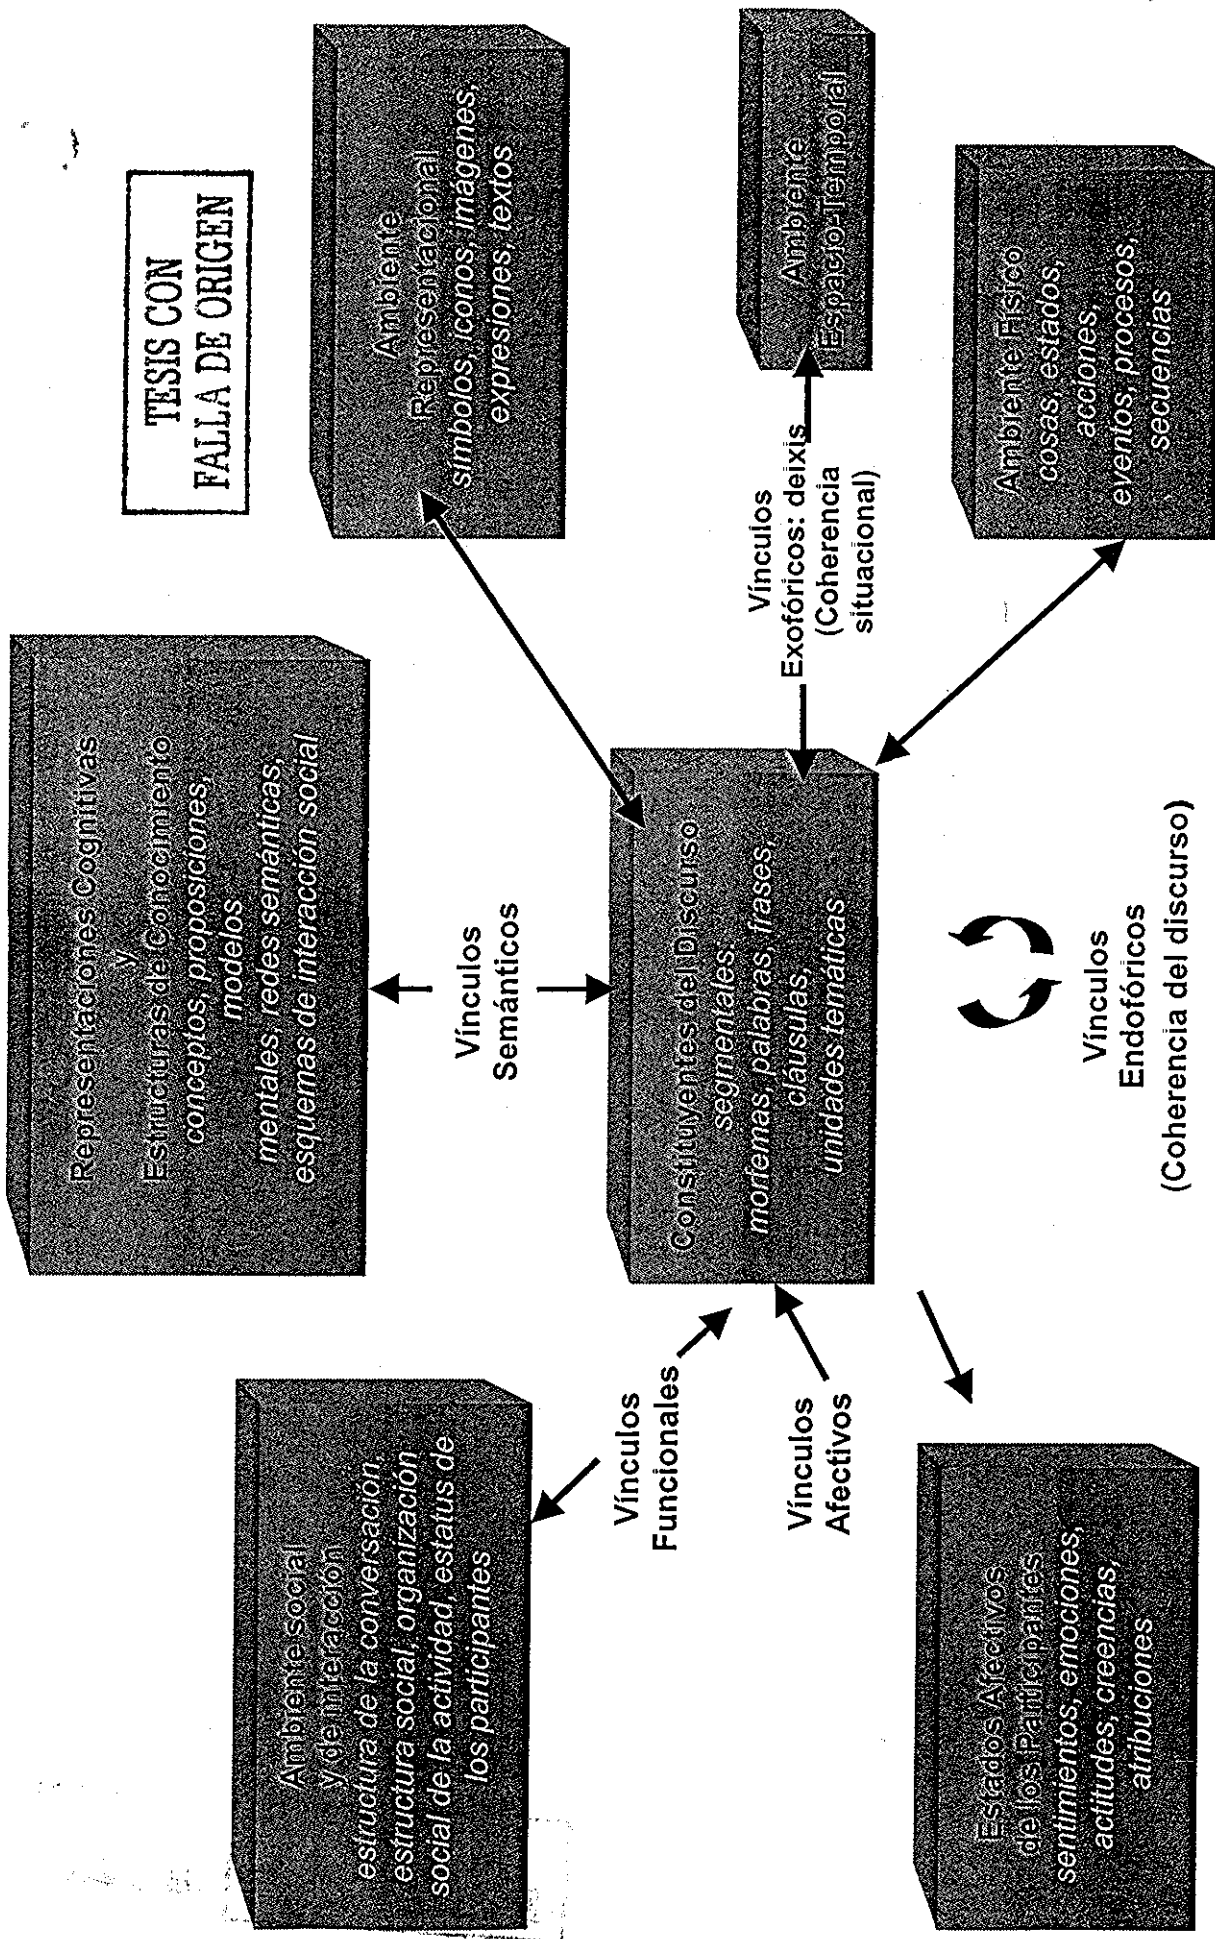 TESIS CON
FALLA DE ORIGEN
Representaciones Cognitivas
y
Estructuras de Conocimiento
conceptos, proposiciones,
modelos
mentales, redes semánticas,
esquemas de interacción social
Ambiente social
y de interacción
estructura de la conversación,
estructura social, organización
social de la actividad, estatus de
los participantes
Ambiente
Representacional
símbolos, iconos, imágenes,
expresiones, textos
Vínculos
Semánticos
Vínculos
Funcionales
Constituyentes del Discurso
segmentales:
morfemas, palabras, frases,
cláusulas,
unidades temáticas
Vínculos
Exofóricos: deixis
(Coherencia
situacional)
Ambiente
Espacio-Temporal
Vínculos
Afectivos
Estados Afectivos
de los Participantes
sentimientos, emociones,
actitudes, creencias,
atribuciones
Vínculos
Endofóricos
(Coherencia del discurso)
Ambiente Físico
cosas, estados,
acciones,
eventos, procesos,
secuencias